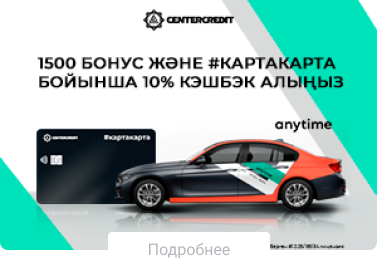 CENTERCREDIT
1500 БОНУС ЖӘНЕ #КАРТАКАРТА
БОЙЫНША 10% КЭШБЭК АЛЫҢЫЗ
anytime
CENTERCREDIT #картакарта
Подробнее